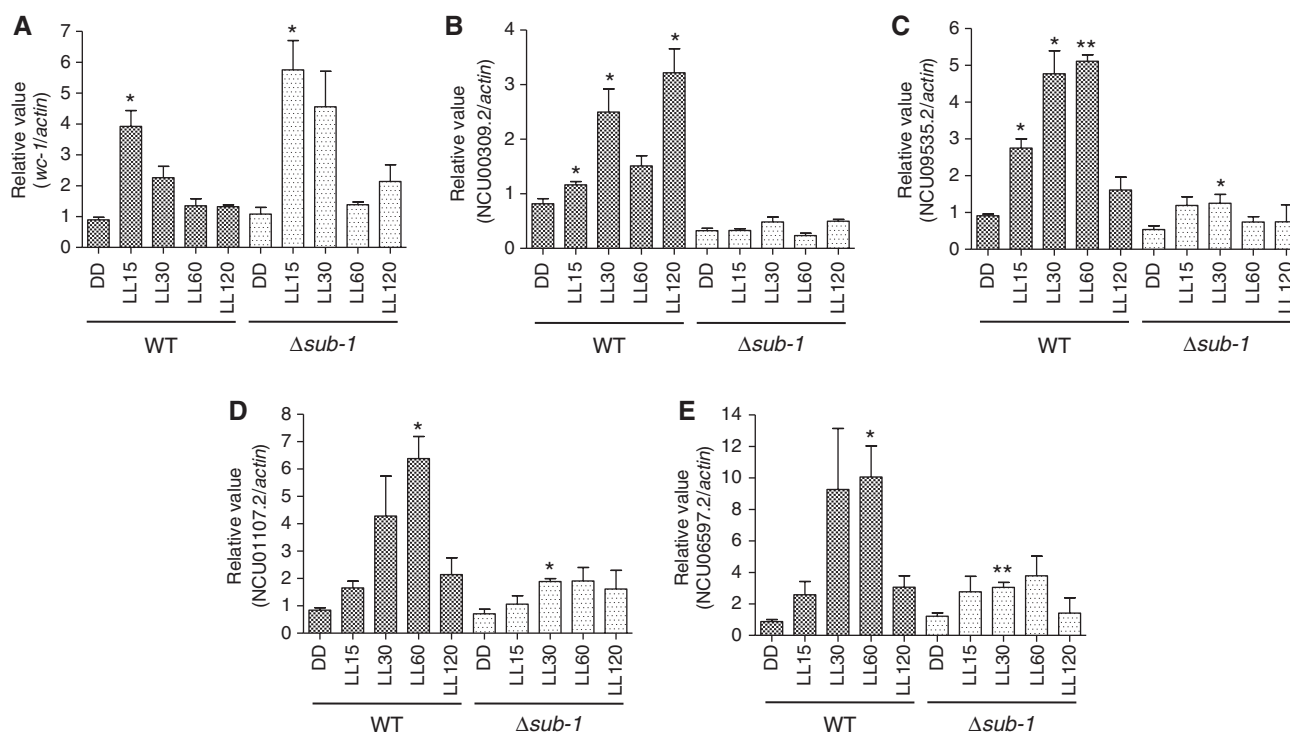 A
Relative value
(wc-1/actin)
7
6
5
4
3
2
1
0
*
*
DD
LL15
LL30
LL60
LL120
DD
LL15
LL30
LL60
LL120
WT
Δsub-1
B
Relative value
(NCU00309.2/actin)
4
3
2
1
0
*
*
*
DD
LL15
LL30
LL60
LL120
DD
LL15
LL30
LL60
LL120
WT
Δsub-1
C
Relative value
(NCU09535.2/actin)
6
5
4
3
2
1
0
*
*
**
*
DD
LL15
LL30
LL60
LL120
DD
LL15
LL30
LL60
LL120
WT
Δsub-1
D
Relative value
(NCU01107.2/actin)
8
7
6
5
4
3
2
1
0
*
*
DD
LL15
LL30
LL60
LL120
DD
LL15
LL30
LL60
LL120
WT
Δsub-1
E
Relative value
(NCU06597.2/actin)
14
12
10
8
6
4
2
0
*
**
DD
LL15
LL30
LL60
LL120
DD
LL15
LL30
LL60
LL120
WT
Δsub-1